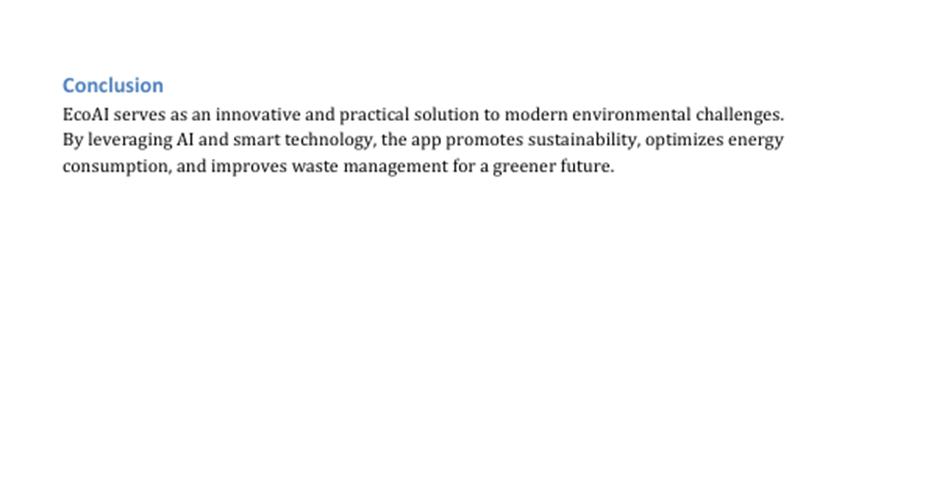 Conclusion
EcoAI serves as an innovative and practical solution to modern environmental challenges.
By leveraging AI and smart technology, the app promotes sustainability, optimizes energy
consumption, and improves waste management for a greener future.